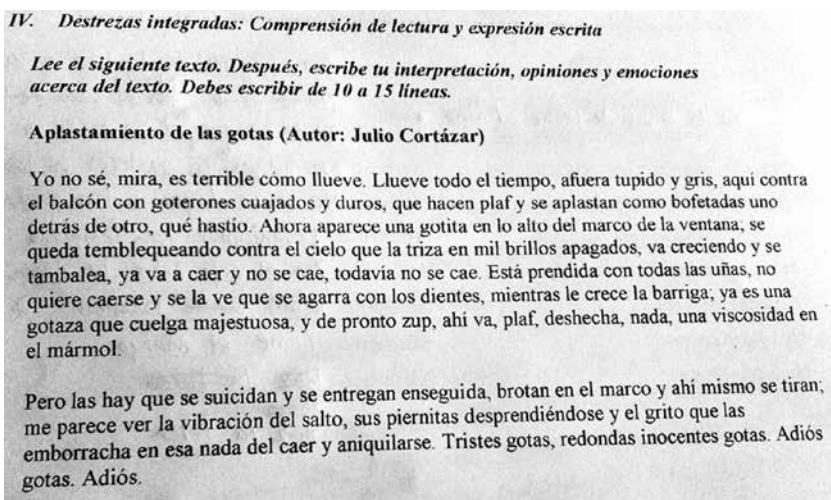 IV. Destrezas integradas: Comprensión de lectura y expresión escrita
Lee el siguiente texto. Después, escribe tu interpretación, opiniones y emociones
acerca del texto. Debes escribir de 10 a 15 líneas.
Aplastamiento de las gotas (Autor: Julio Cortázar)
Yo no sé, mira, es terrible cómo llueve. Llueve todo el tiempo, afuera tupido y gris, aquí contra
el balcón con goterones cuajados y duros, que hacen plaf y se aplastan como bofetadas uno
detrás de otro, qué hastío. Ahora aparece una gotita en lo alto del marco de la ventana; se
queda temblequeando contra el cielo que la triza en mil brillos apagados, va creciendo y se
tambalea, ya va a caer y no se cae, todavía no se cae. Está prendida con todas las uñas, no
quiere caerse y se la ve que se agarra con los dientes, mientras le crece la barriga; ya es una
gotaza que cuelga majestuosa, y de pronto zup, ahí va, plaf, deshecha, nada, una viscosidad en
el mármol.
Pero las hay que se suicidan y se entregan enseguida, brotan en el marco y ahí mismo se tiran;
me parece ver la vibración del salto, sus piernitas desprendiéndose y el grito que las
emborracha en esa nada del caer y aniquilarse. Tristes gotas, redondas inocentes gotas. Adiós
gotas. Adiós.